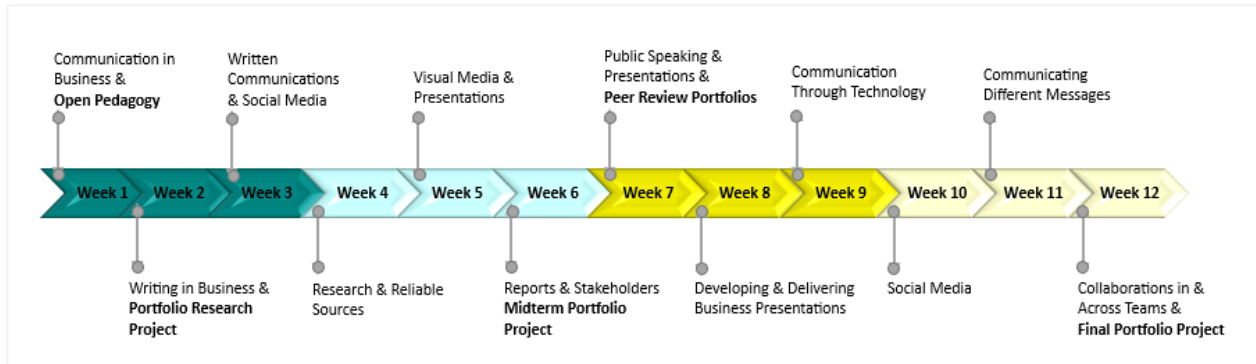 Communication in
Business &
Open Pedagogy
Written
Communications
& Social Media
Visual Media &
Presentations
Public Speaking &
Presentations &
Peer Review Portfolios
Communication
Through Technology
Communicating
Different Messages
Week 1
Week 2
Week 3
Week 4
Week 5
Week 6
Week 7
Week 8
Week 9
Week 10
Week 11
Week 12
Writing in Business &
Portfolio Research
Project
Research & Reliable
Sources
Reports & Stakeholders
Midterm Portfolio
Project
Developing & Delivering
Business Presentations
Social Media
Collaborations in &
Across Teams &
Final Portfolio Project